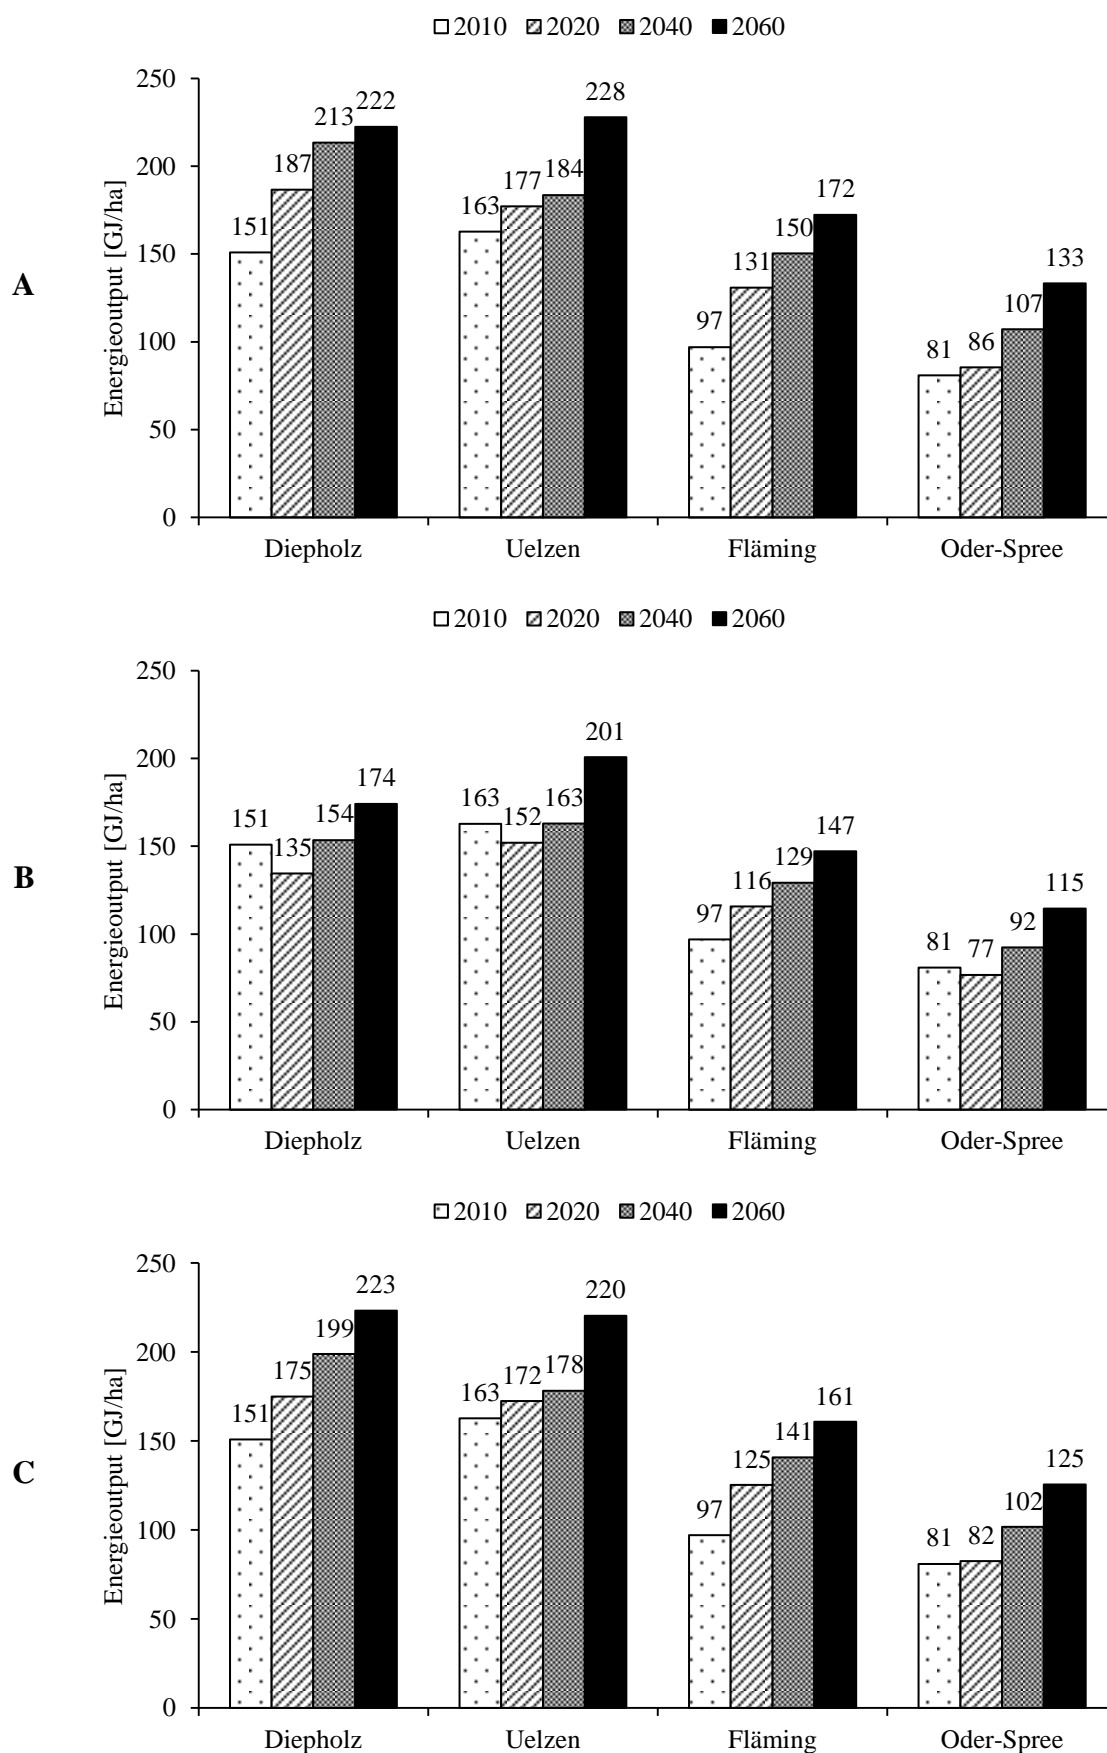 2010 2020 2040 2060
A
Energieoutput [GJ/ha]
250
200
150
100
50
0
151 187 213 222
163 177 184 228
97 131 150 172
81 86 107 133
Diepholz Uelzen Fläming Oder-Spree
2010 2020 2040 2060
B
Energieoutput [GJ/ha]
250
200
150
100
50
0
151 135 154 174
163 152 163 201
97 116 129 147
81 77 92 115
Diepholz Uelzen Fläming Oder-Spree
2010 2020 2040 2060
C
Energieoutput [GJ/ha]
250
200
150
100
50
0
151 175 199 223
163 172 178 220
97 125 141 161
81 82 102 125
Diepholz Uelzen Fläming Oder-Spree